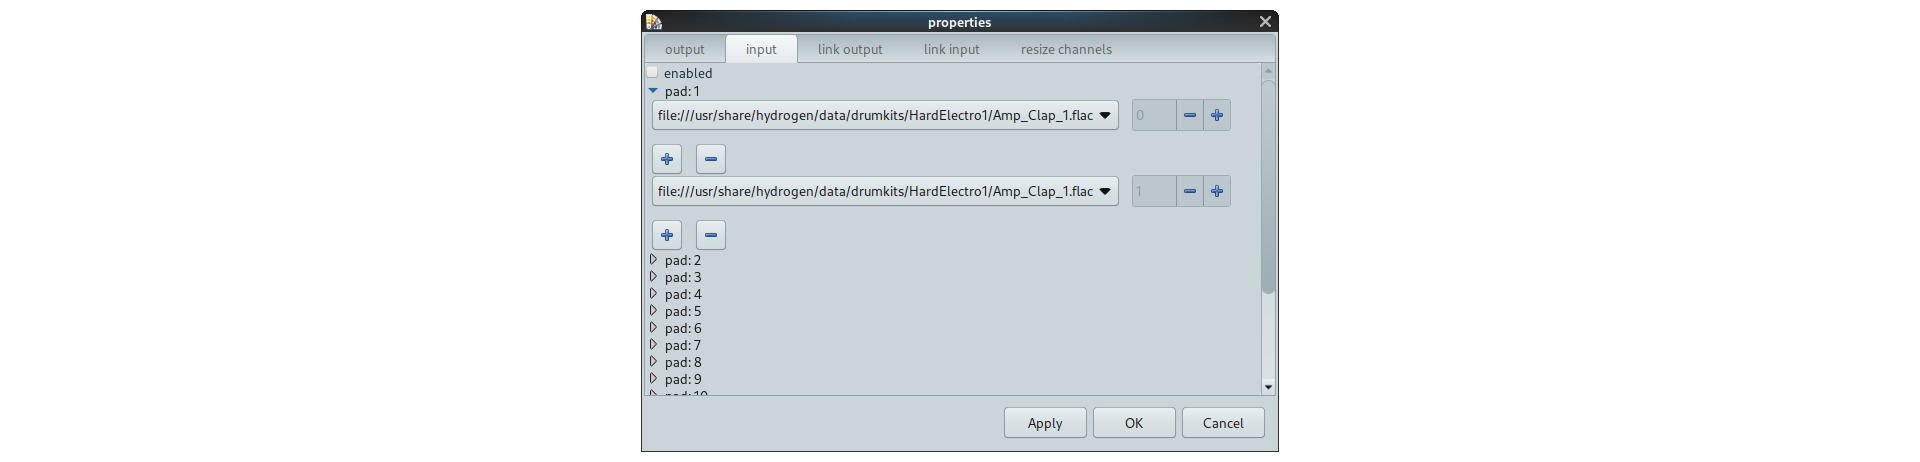 properties
output input link output link input resize channels
enabled
pad: 1
file:///usr/share/hydrogen/data/drumkits/HardElectro1/Amp_Clap_1.flac 0
file:///usr/share/hydrogen/data/drumkits/HardElectro1/Amp_Clap_1.flac 1
pad: 2
pad: 3
pad: 4
pad: 5
pad: 6
pad: 7
pad: 8
pad: 9
pad: 10
Apply OK Cancel